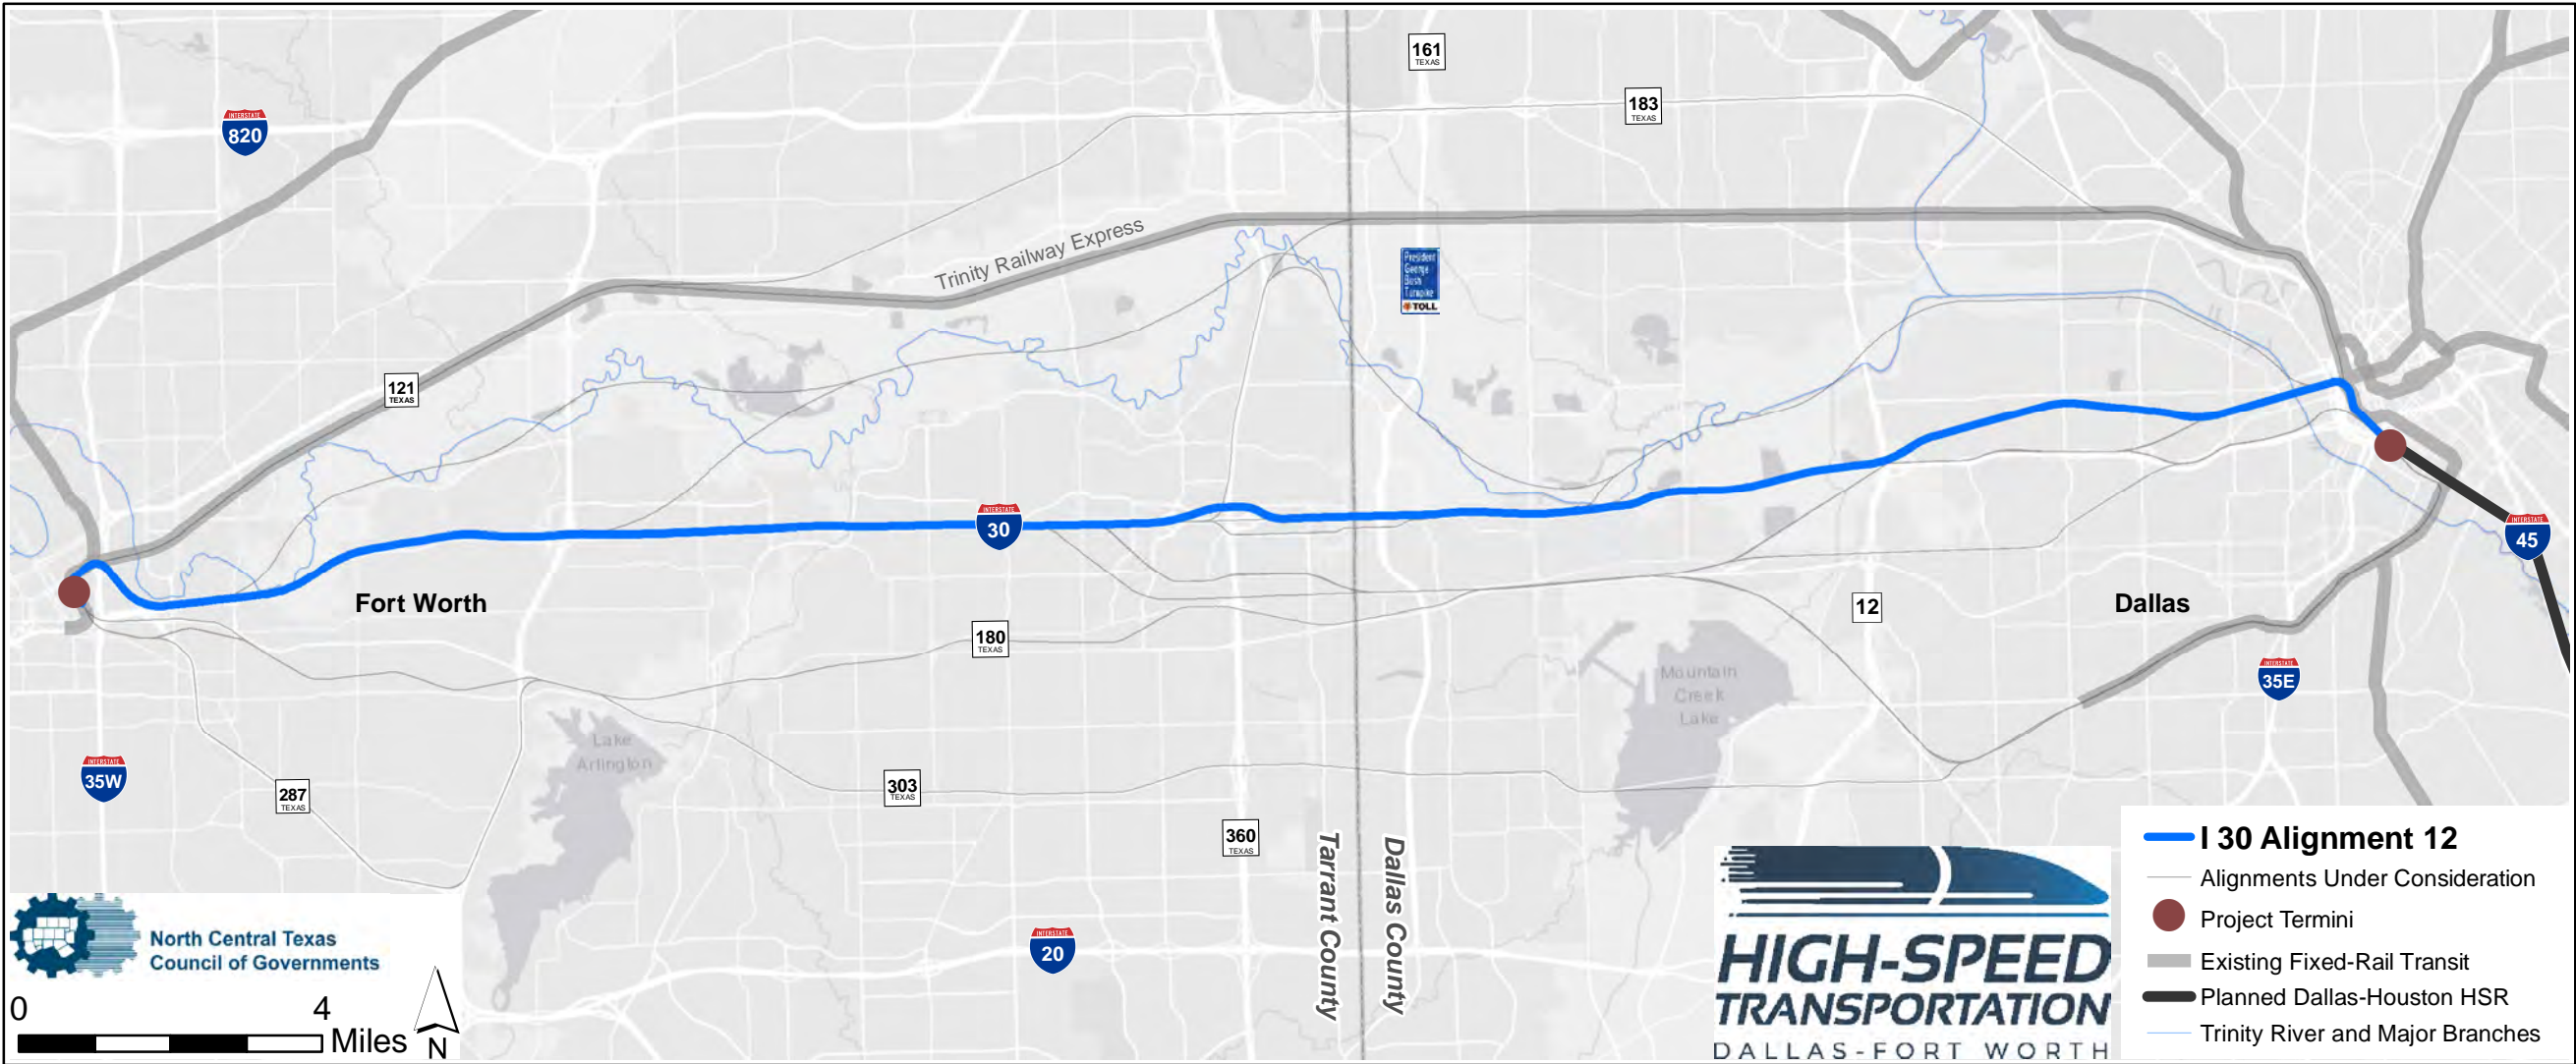 161
TEXAS
183
TEXAS
INTERSTATE
820
Trinity Railway Express
President
George
Bush
Turnpike
TOLL
121
TEXAS
INTERSTATE
30
INTERSTATE
45
Fort Worth
12
Dallas
180
TEXAS
Mountain
Creek
Lake
INTERSTATE
35E
Lake
Arlington
INTERSTATE
35W
287
TEXAS
303
TEXAS
360
TEXAS
Tarrant County
Dallas County
INTERSTATE
20
North Central Texas
Council of Governments
0 4
Miles
N
HIGH-SPEED
TRANSPORTATION
DALLAS-FORT WORTH
I 30 Alignment 12
Alignments Under Consideration
Project Termini
Existing Fixed-Rail Transit
Planned Dallas-Houston HSR
Trinity River and Major Branches